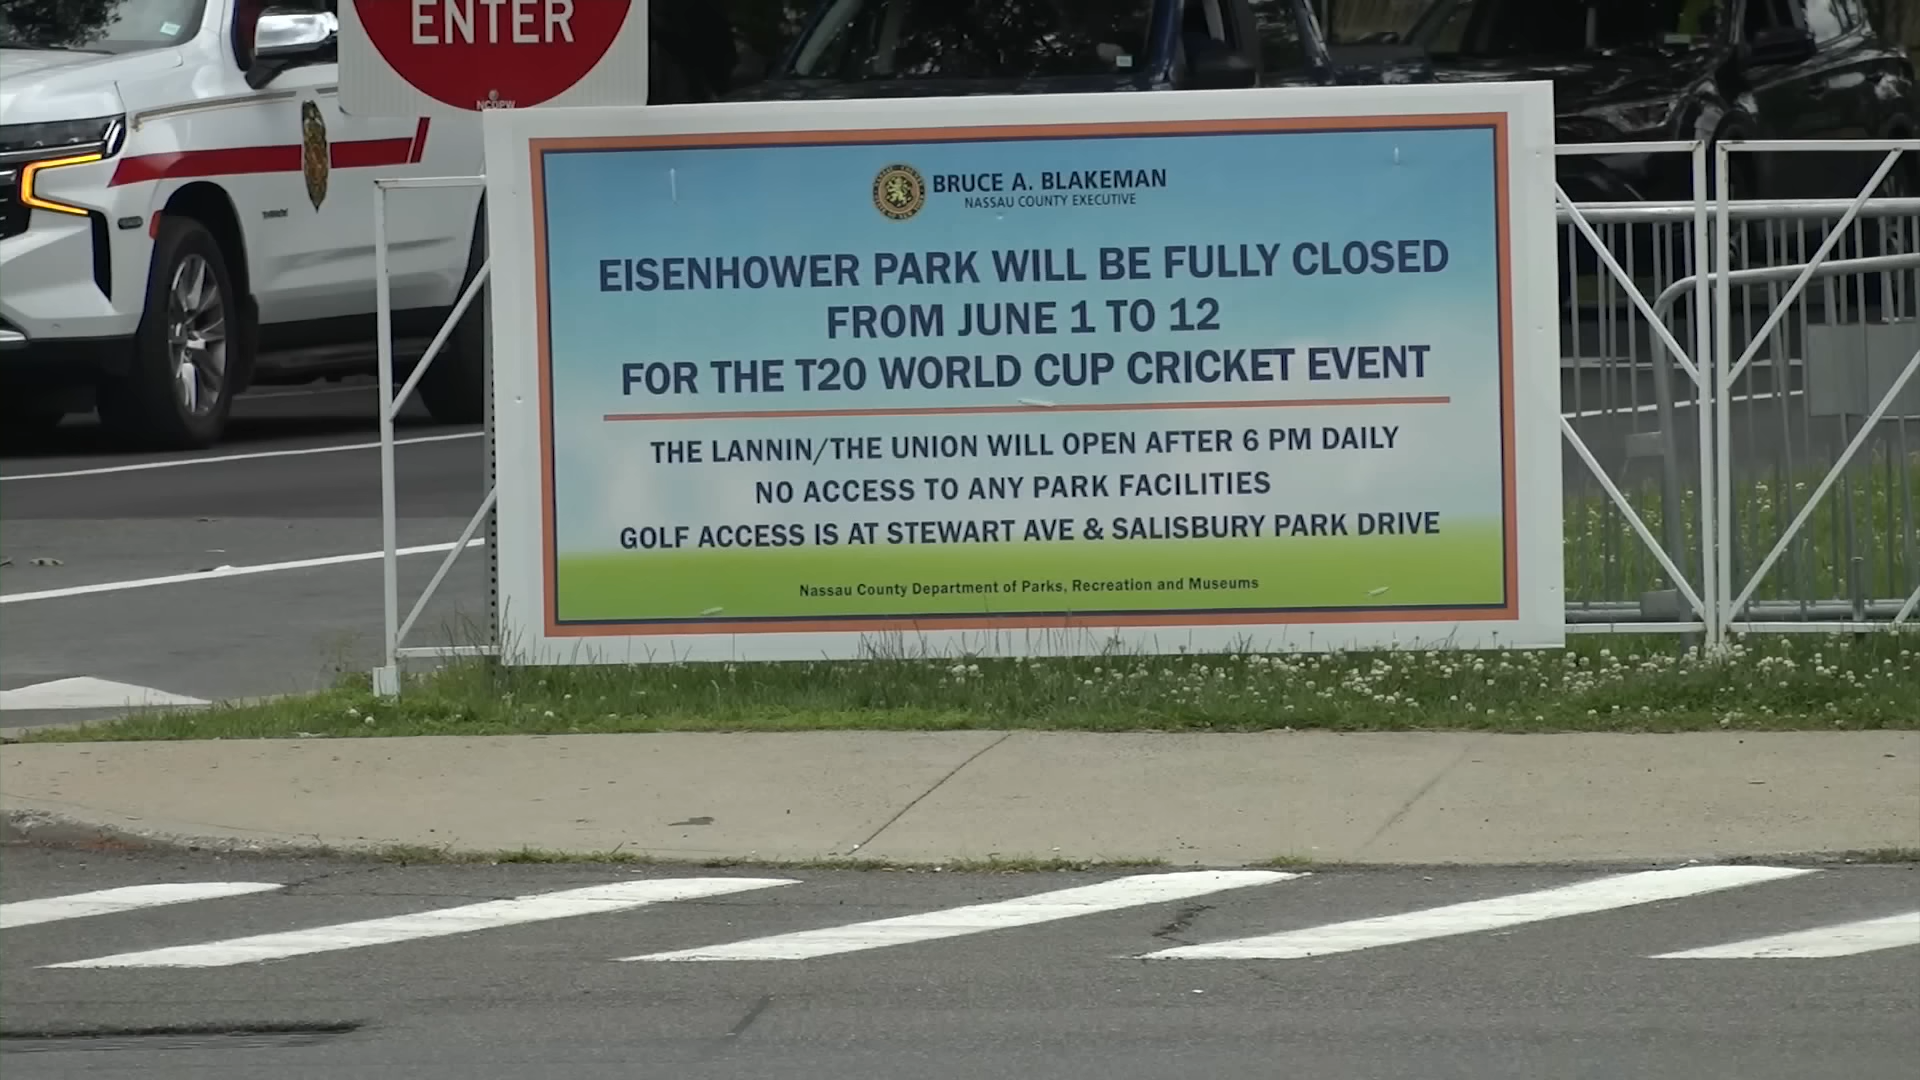 ENTER
NCDPW
BRUCE A. BLAKEMAN
NASSAU COUNTY EXECUTIVE
EISENHOWER PARK WILL BE FULLY CLOSED
FROM JUNE 1 TO 12
FOR THE T20 WORLD CUP CRICKET EVENT
THE LANNIN/THE UNION WILL OPEN AFTER 6 PM DAILY
NO ACCESS TO ANY PARK FACILITIES
GOLF ACCESS IS AT STEWART AVE & SALISBURY PARK DRIVE
Nassau County Department of Parks, Recreation and Museums